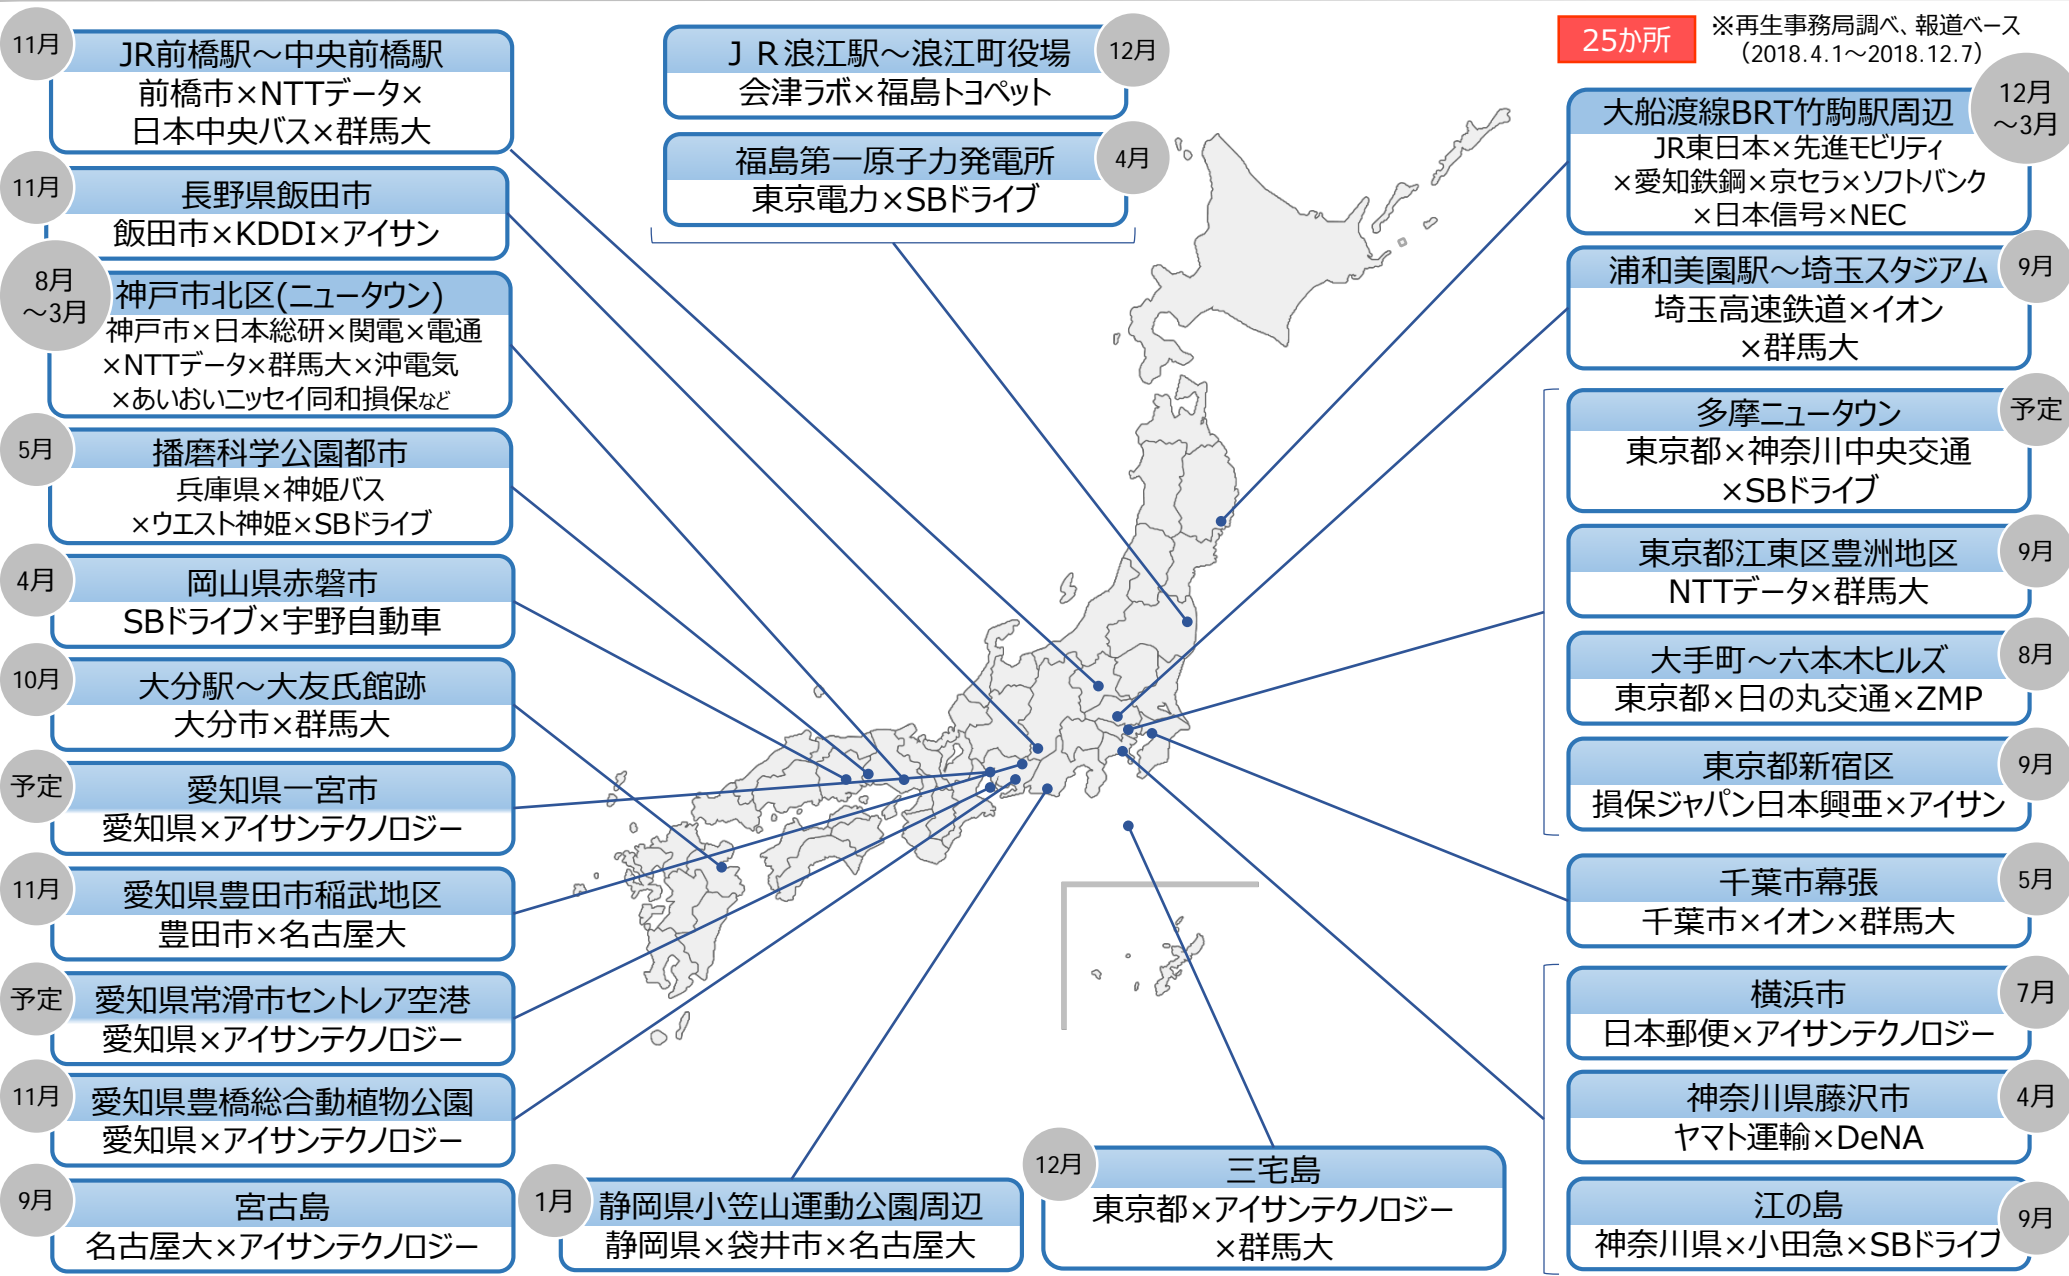 11月
JR前橋駅～中央前橋駅
前橋市×NTTデータ×
日本中央バス×群馬大
11月
長野県飯田市
飯田市×KDDI×アイサン
8月
～3月
神戸市北区(ニュータウン)
神戸市×日本総研×関電×電通
×NTTデータ×群馬大×沖電気
×あいおいニッセイ同和損保など
5月
播磨科学公園都市
兵庫県×神姫バス
×ウエスト神姫×SBドライブ
4月
岡山県赤磐市
SBドライブ×宇野自動車
10月
大分駅～大友氏館跡
大分市×群馬大
予定
愛知県一宮市
愛知県×アイサンテクノロジー
11月
愛知県豊田市稲武地区
豊田市×名古屋大
予定
愛知県常滑市セントレア空港
愛知県×アイサンテクノロジー
11月
愛知県豊橋総合動植物公園
愛知県×アイサンテクノロジー
9月
宮古島
名古屋大×アイサンテクノロジー
ＪＲ浪江駅～浪江町役場
12月
会津ラボ×福島トヨペット
福島第一原子力発電所
4月
東京電力×SBドライブ
1月
静岡県小笠山運動公園周辺
静岡県×袋井市×名古屋大
12月
三宅島
東京都×アイサンテクノロジー
×群馬大
25か所
※再生事務局調べ、報道ベース
（2018.4.1～2018.12.7）
大船渡線BRT竹駒駅周辺
12月
～3月
JR東日本×先進モビリティ
×愛知鉄鋼×京セラ×ソフトバンク
×日本信号×NEC
浦和美園駅～埼玉スタジアム
9月
埼玉高速鉄道×イオン
×群馬大
多摩ニュータウン
予定
東京都×神奈川中央交通
×SBドライブ
東京都江東区豊洲地区
9月
NTTデータ×群馬大
大手町～六本木ヒルズ
8月
東京都×日の丸交通×ZMP
東京都新宿区
9月
損保ジャパン日本興亜×アイサン
千葉市幕張
5月
千葉市×イオン×群馬大
横浜市
7月
日本郵便×アイサンテクノロジー
神奈川県藤沢市
4月
ヤマト運輸×DeNA
江の島
9月
神奈川県×小田急×SBドライブ